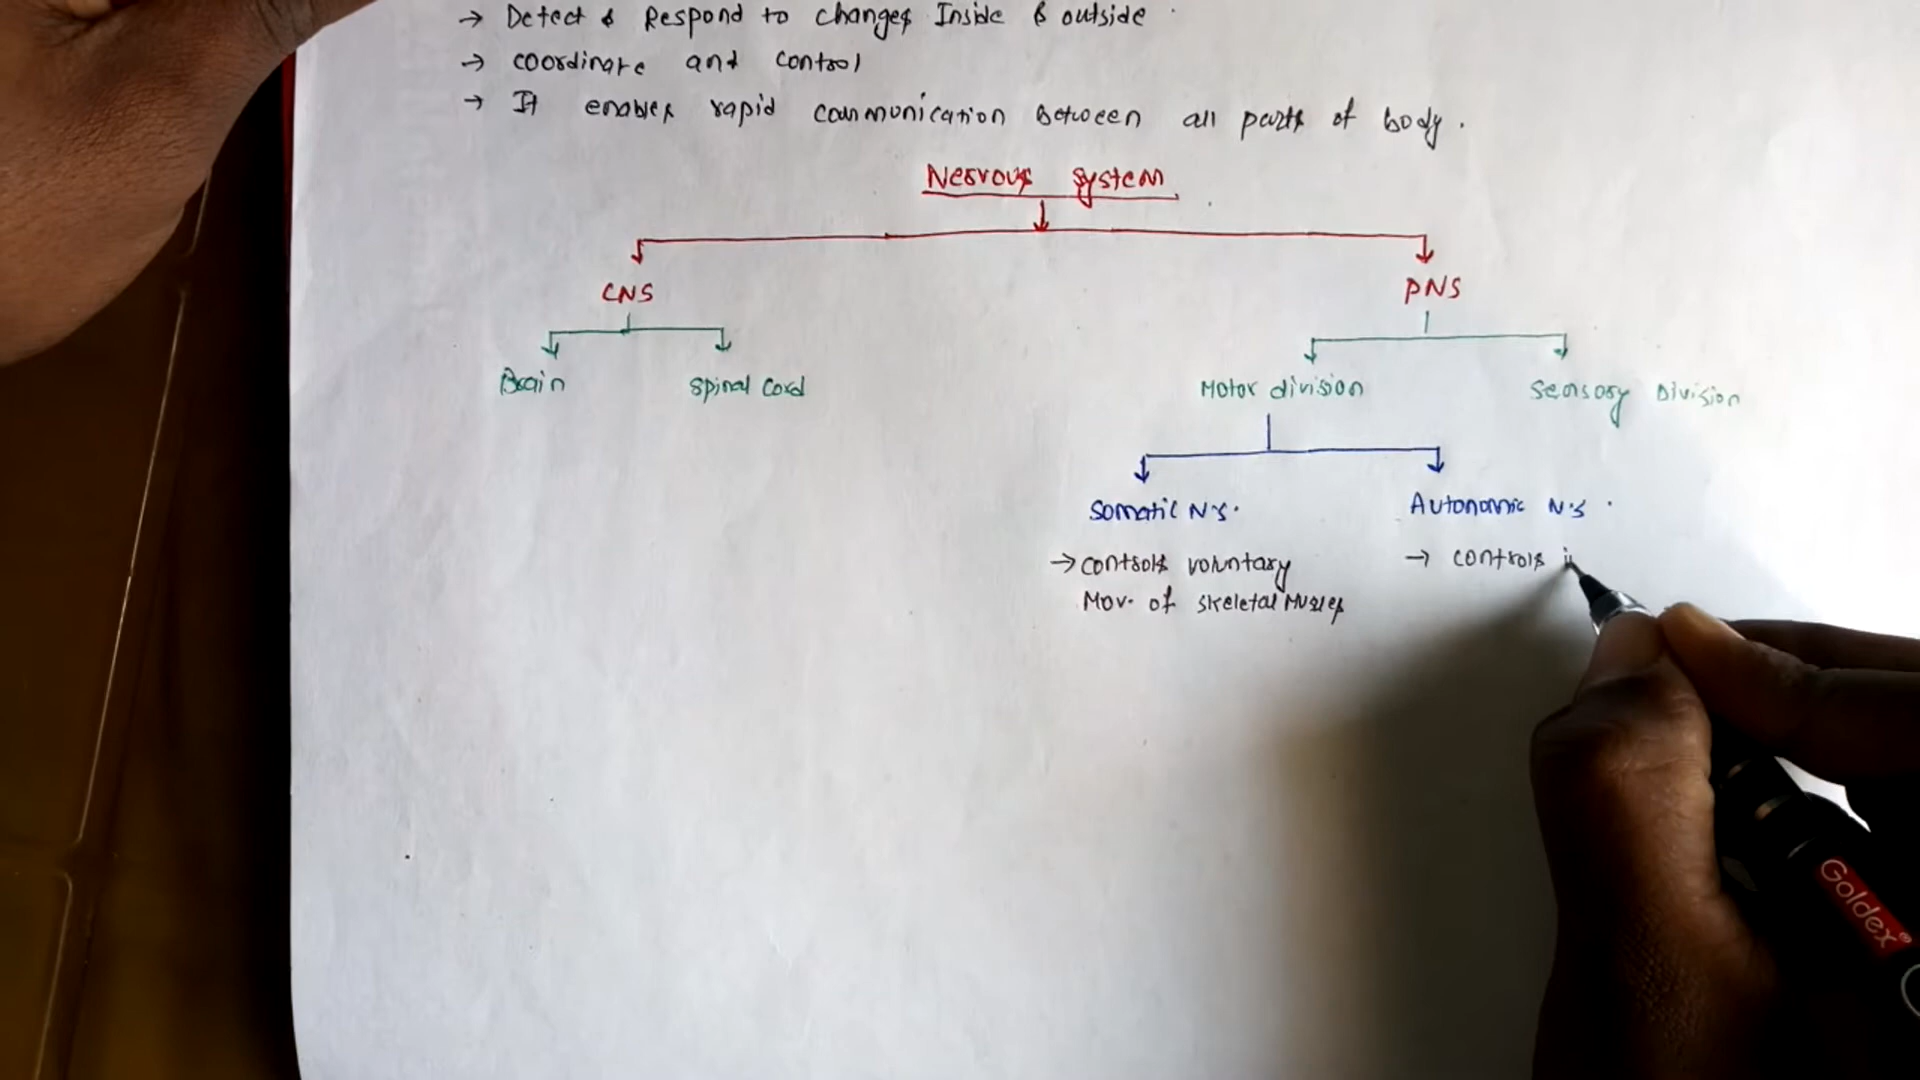 → Detect & Respond to changes Inside & outside
→ coordinate and control
→ It enables rapid communication Between all parts of body.
Nervous system
CNS
PNS
Brain
spinal cord
Motor division
Sensory Division
Somatic N.S.
Autonomic N.S.
→ controls voluntary
Mov. of skeletal Muscles
→ controls i
Goldex®